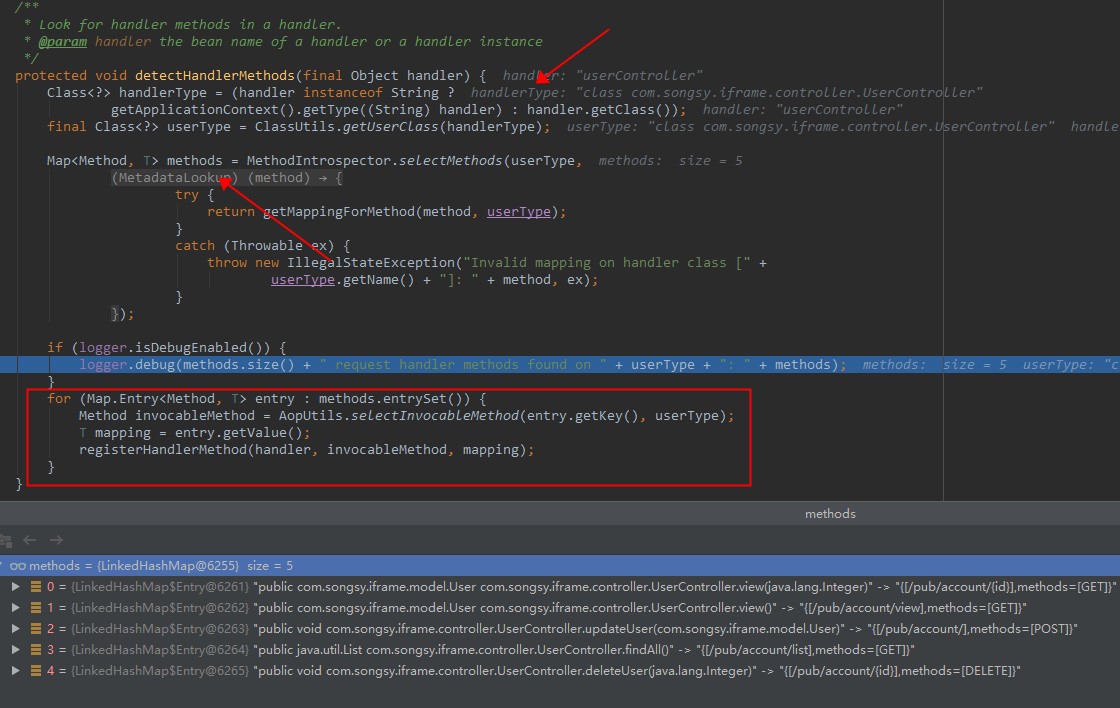 /**
 * Look for handler methods in a handler.
 * @param handler the bean name of a handler or a handler instance
 */
protected void detectHandlerMethods(final Object handler) {  handler: "userController"
    Class<?> handlerType = (handler instanceof String ?  handlerType: "class com.songsy.iframe.controller.UserController"
            getApplicationContext().getType((String) handler) : handler.getClass());  handler: "userController"
    final Class<?> userType = ClassUtils.getUserClass(handlerType);  userType: "class com.songsy.iframe.controller.UserController"  handle
    Map<Method, T> methods = MethodIntrospector.selectMethods(userType,  methods:  size = 5
            (MetadataLookup) (method) → {
                    try {
                        return getMappingForMethod(method, userType);
                    }
                    catch (Throwable ex) {
                        throw new IllegalStateException("Invalid mapping on handler class [" +
                                userType.getName() + "]: " + method, ex);
                    }
            });
    if (logger.isDebugEnabled()) {
        logger.debug(methods.size() + " request handler methods found on " + userType + ": " + methods);  methods:  size = 5  userType: "c
    }
    for (Map.Entry<Method, T> entry : methods.entrySet()) {
        Method invocableMethod = AopUtils.selectInvocableMethod(entry.getKey(), userType);
        T mapping = entry.getValue();
        registerHandlerMethod(handler, invocableMethod, mapping);
    }
}
methods
methods = {LinkedHashMap@6255}  size = 5
0 = {LinkedHashMap$Entry@6261} "public com.songsy.iframe.model.User com.songsy.iframe.controller.UserController.view(java.lang.Integer)" -> "{[/pub/account/{id}],methods=[GET]}"
1 = {LinkedHashMap$Entry@6262} "public com.songsy.iframe.model.User com.songsy.iframe.controller.UserController.view()" -> "{[/pub/account/view],methods=[GET]}"
2 = {LinkedHashMap$Entry@6263} "public void com.songsy.iframe.controller.UserController.updateUser(com.songsy.iframe.model.User)" -> "{[/pub/account/],methods=[POST]}"
3 = {LinkedHashMap$Entry@6264} "public java.util.List com.songsy.iframe.controller.UserController.findAll()" -> "{[/pub/account/list],methods=[GET]}"
4 = {LinkedHashMap$Entry@6265} "public void com.songsy.iframe.controller.UserController.deleteUser(java.lang.Integer)" -> "{[/pub/account/{id}],methods=[DELETE]}"